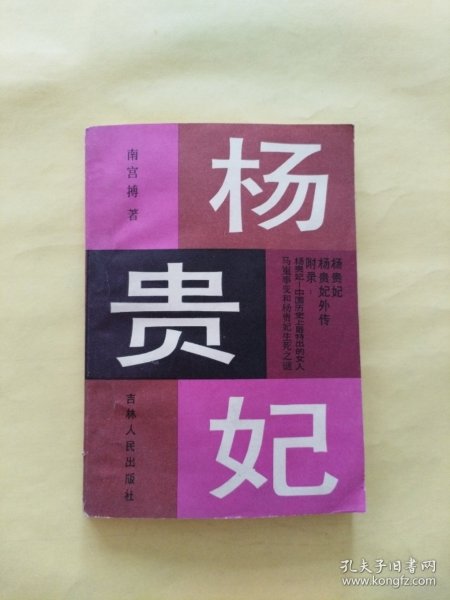 杨
贵
妃
南宫搏著
杨贵妃
杨贵妃外传
附录：
杨贵妃—中国历史上最特出的女人
马嵬事变和杨贵妃生死之谜
吉林人民出版社
孔夫子旧书网
www.kongfz.com